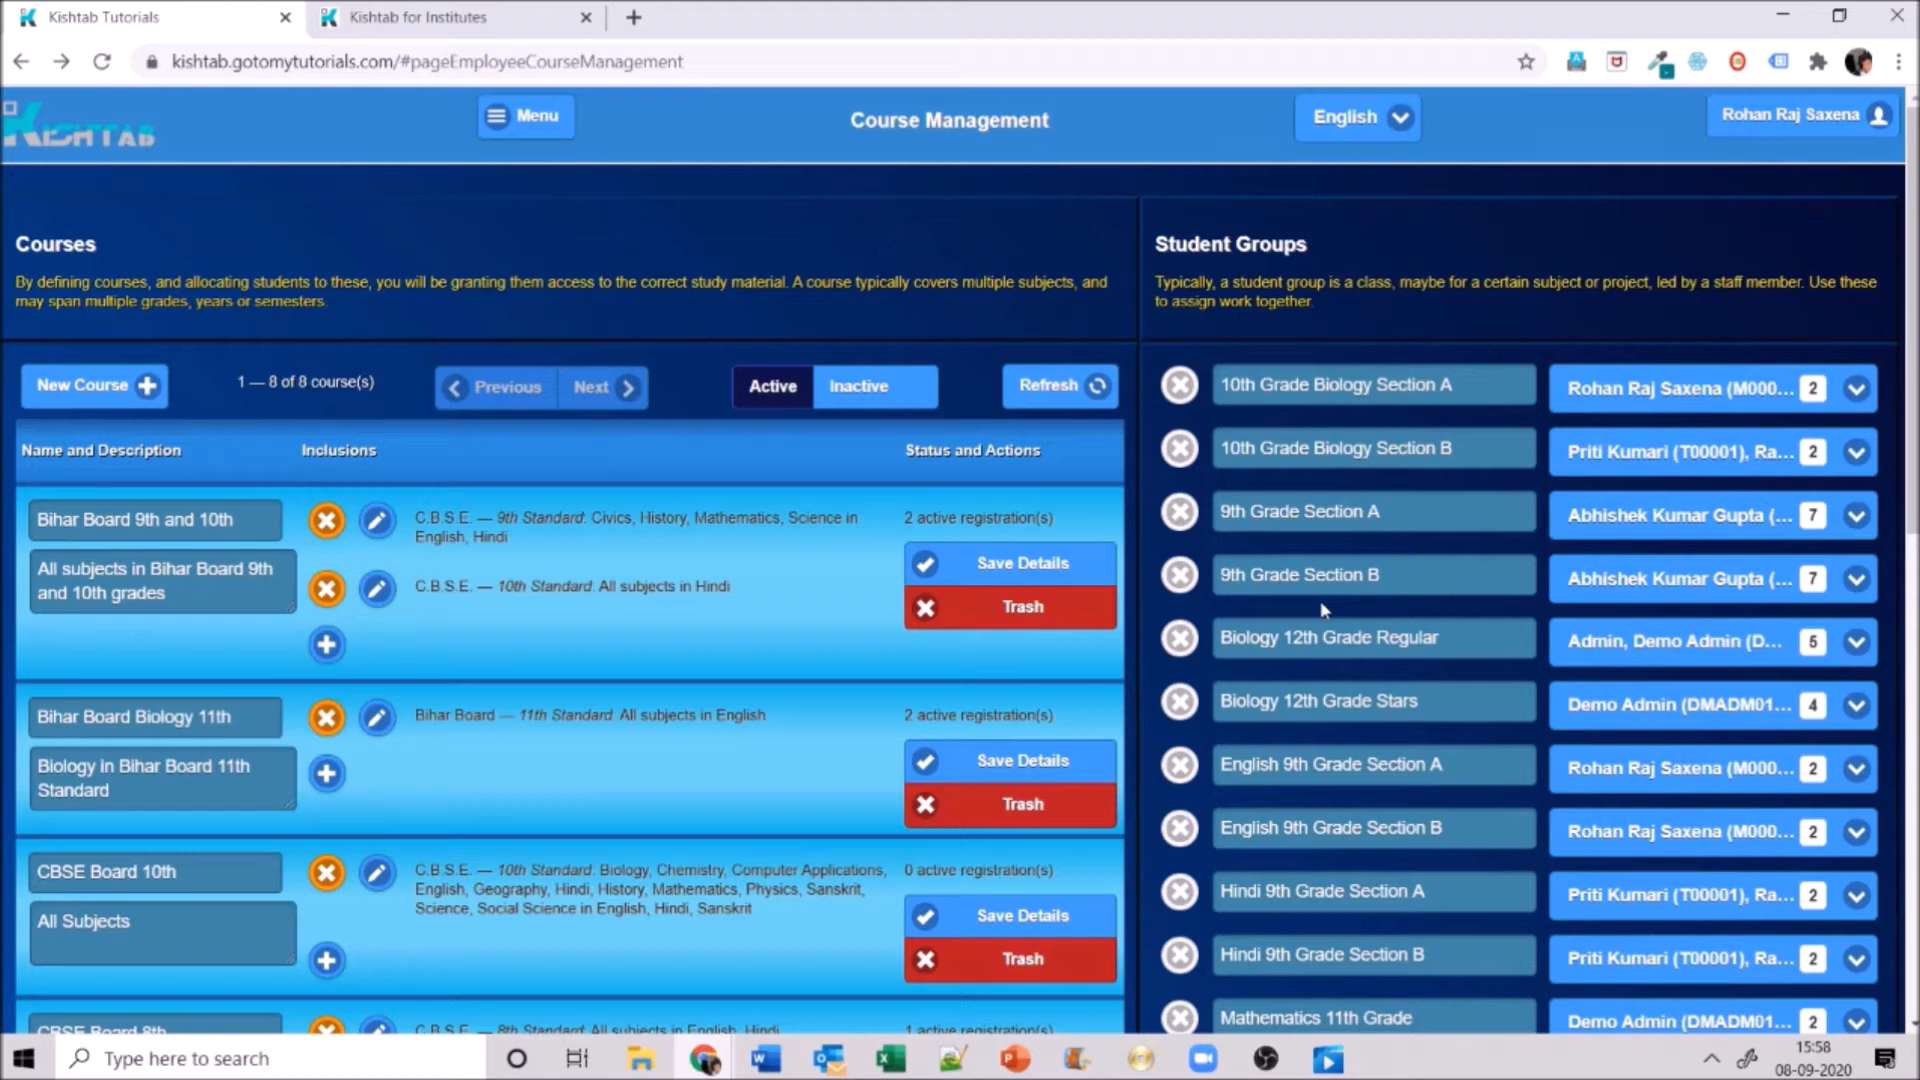 Kishtab Tutorials
Kishtab for Institutes
kishtab.gotomytutorials.com/#pageEmployeeCourseManagement
KISHTAB
Menu
Course Management
English
Rohan Raj Saxena
Courses
By defining courses, and allocating students to these, you will be granting them access to the correct study material. A course typically covers multiple subjects, and
may span multiple grades, years or semesters.
Student Groups
Typically, a student group is a class, maybe for a certain subject or project, led by a staff member. Use these
to assign work together.
New Course
1 — 8 of 8 course(s)
Previous
Next
Active
Inactive
Refresh
Name and Description
Inclusions
Status and Actions
Bihar Board 9th and 10th
All subjects in Bihar Board 9th
and 10th grades
C.B.S.E. — 9th Standard: Civics, History, Mathematics, Science in
English, Hindi
C.B.S.E. — 10th Standard: All subjects in Hindi
2 active registration(s)
Save Details
Trash
Bihar Board Biology 11th
Biology in Bihar Board 11th
Standard
Bihar Board — 11th Standard: All subjects in English
2 active registration(s)
Save Details
Trash
CBSE Board 10th
All Subjects
C.B.S.E. — 10th Standard: Biology, Chemistry, Computer Applications,
English, Geography, Hindi, History, Mathematics, Physics, Sanskrit,
Science, Social Science in English, Hindi, Sanskrit
0 active registration(s)
Save Details
Trash
CBSE Board 8th
C.B.S.E. — 8th Standard: All subjects in English, Hindi
1 active registration(s)
10th Grade Biology Section A
Rohan Raj Saxena (M000... 2
10th Grade Biology Section B
Priti Kumari (T00001), Ra... 2
9th Grade Section A
Abhishek Kumar Gupta (... 7
9th Grade Section B
Abhishek Kumar Gupta (... 7
Biology 12th Grade Regular
Admin, Demo Admin (D... 5
Biology 12th Grade Stars
Demo Admin (DMADM01... 4
English 9th Grade Section A
Rohan Raj Saxena (M000... 2
English 9th Grade Section B
Rohan Raj Saxena (M000... 2
Hindi 9th Grade Section A
Priti Kumari (T00001), Ra... 2
Hindi 9th Grade Section B
Priti Kumari (T00001), Ra... 2
Mathematics 11th Grade
Demo Admin (DMADM01... 2
Type here to search
15:58
08-09-2020